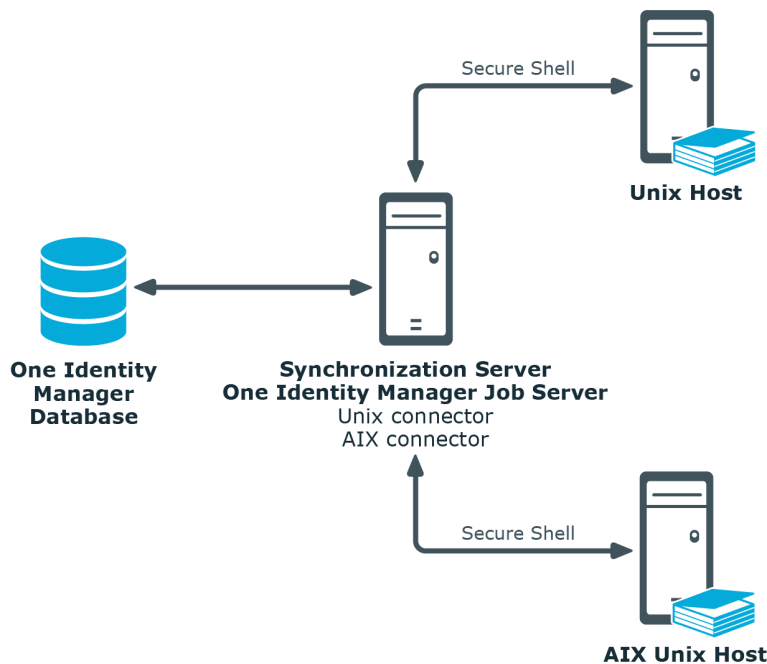 Secure Shell
Unix Host
One Identity
Manager
Database
Synchronization Server
One Identity Manager Job Server
Unix connector
AIX connector
Secure Shell
AIX Unix Host